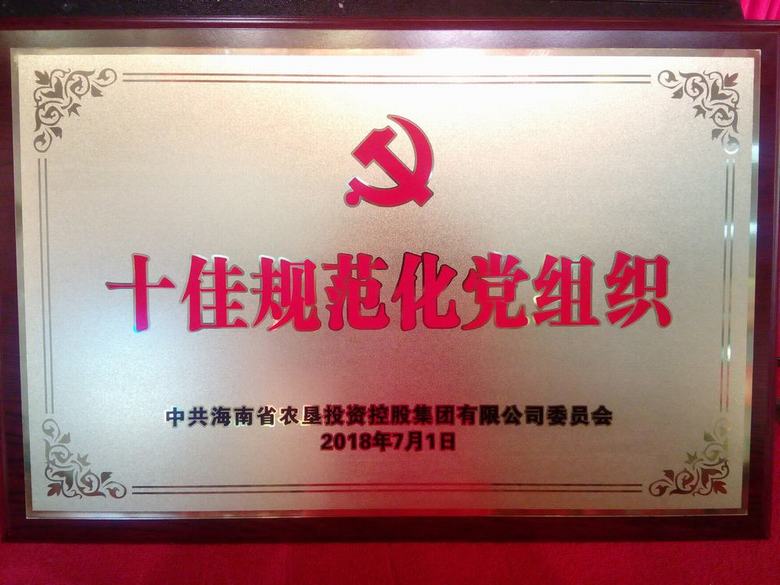 十佳规范化党组织
中共海南省农垦投资控股集团有限公司委员会
2018年7月1日